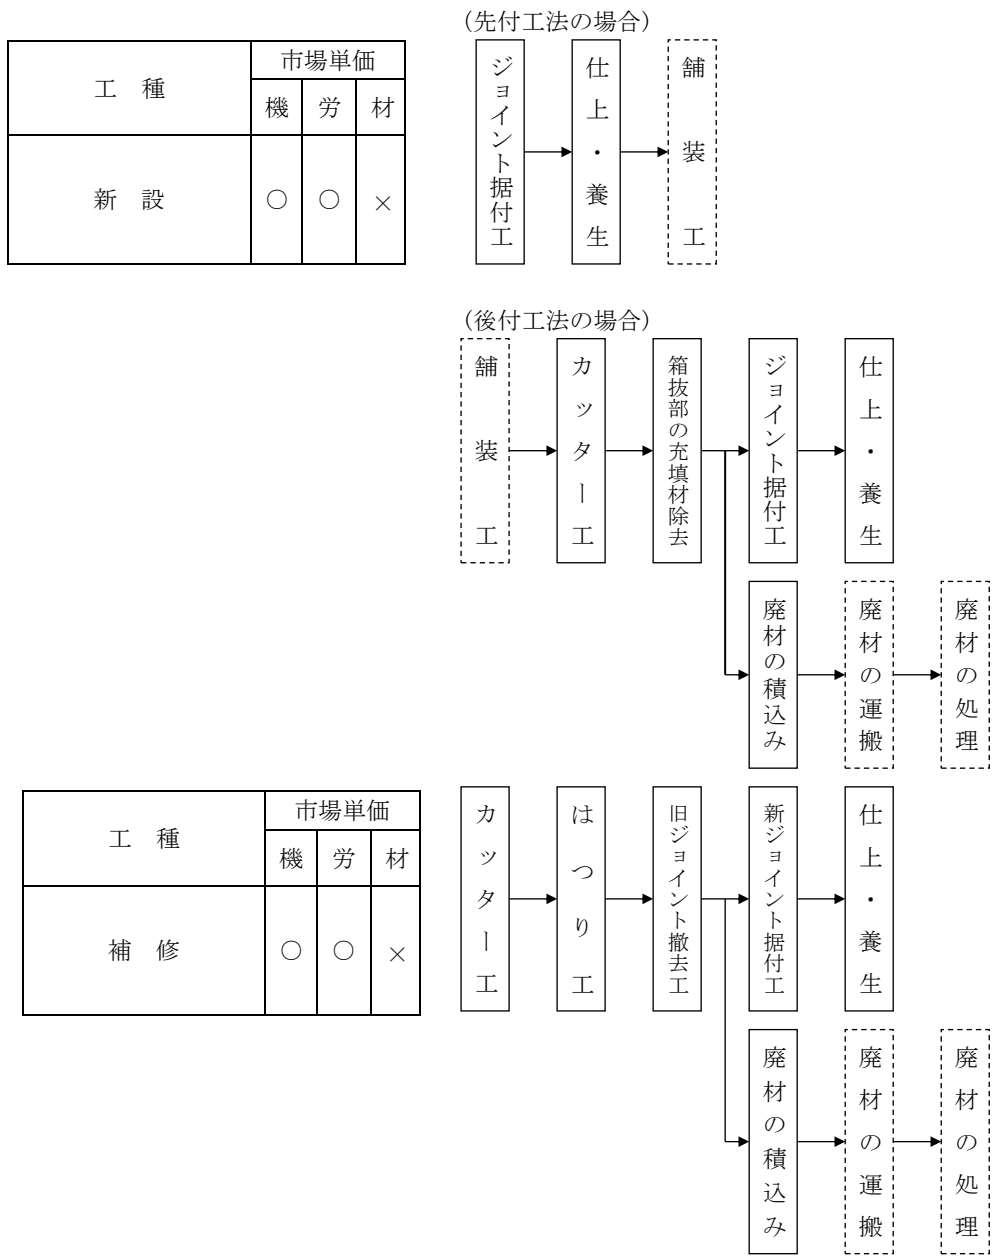 (先付工法の場合)
工 種
市場単価
機 労 材
新 設
○ ○ ×
ジョイント据付工
仕上・養生
舗装工
(後付工法の場合)
舗装工
カッター工
箱抜部の充填材除去
ジョイント据付工
仕上・養生
廃材の積込み
廃材の運搬
廃材の処理
工 種
市場単価
機 労 材
補 修
○ ○ ×
カッター工
はつり工
旧ジョイント撤去工
新ジョイント据付工
仕上・養生
廃材の積込み
廃材の運搬
廃材の処理